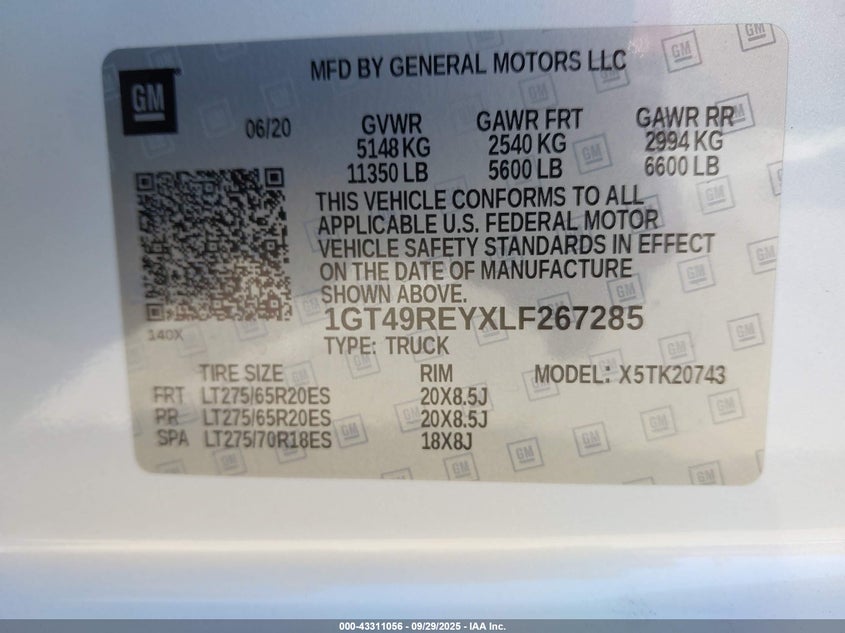 GM
MFD BY GENERAL MOTORS LLC
06/20
GVWR GAWR FRT GAWR RR
5148 KG 2540 KG 2994 KG
11350 LB 5600 LB 6600 LB
THIS VEHICLE CONFORMS TO ALL
APPLICABLE U.S. FEDERAL MOTOR
VEHICLE SAFETY STANDARDS IN EFFECT
ON THE DATE OF MANUFACTURE
SHOWN ABOVE.
140X
1GT49REYXLF267285
TYPE: TRUCK
TIRE SIZE RIM MODEL: X5TK20743
FRT LT275/65R20ES 20X8.5J
RR LT275/65R20ES 20X8.5J
SPA LT275/70R18ES 18X8J
000-43311056 - 09/29/2025 - IAA Inc.